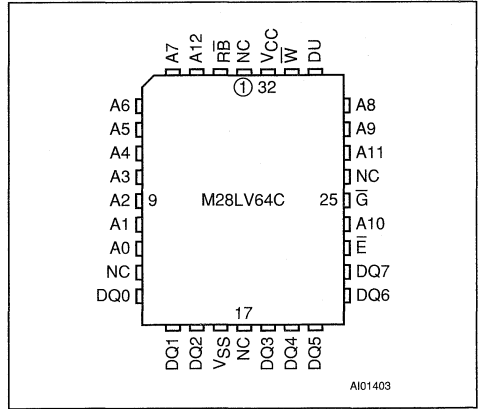 A7 A12 R̅B̅ NC VCC W̅ DU
① 32
A6 A8
A5 A9
A4 A11
A3 NC
A2 9 M28LV64C 25 G̅
A1 A10
A0 E̅
NC DQ7
DQ0 DQ6
17
DQ1 DQ2 VSS NC DQ3 DQ4 DQ5
AI01403